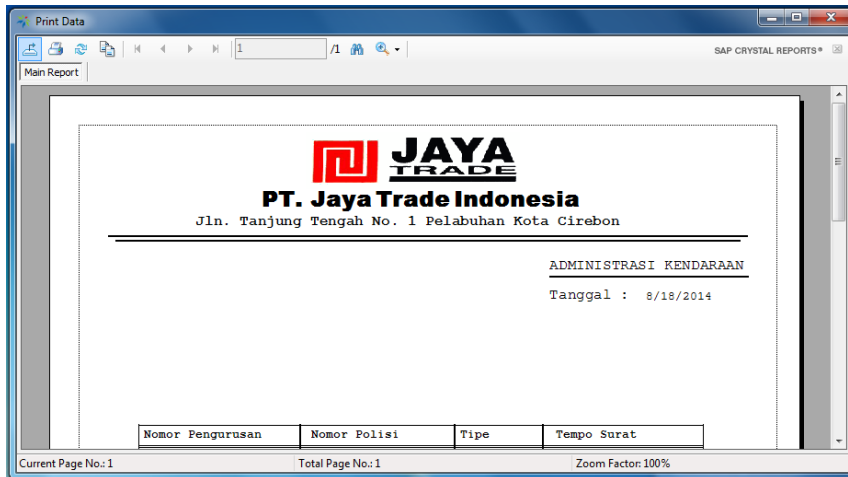 Print Data
1 /1 SAP CRYSTAL REPORTS®
Main Report
JAYA
TRADE
PT. Jaya Trade Indonesia
Jln. Tanjung Tengah No. 1 Pelabuhan Kota Cirebon
ADMINISTRASI KENDARAAN
Tanggal : 8/18/2014
Nomor Pengurusan Nomor Polisi Tipe Tempo Surat
Current Page No.: 1 Total Page No.: 1 Zoom Factor: 100%